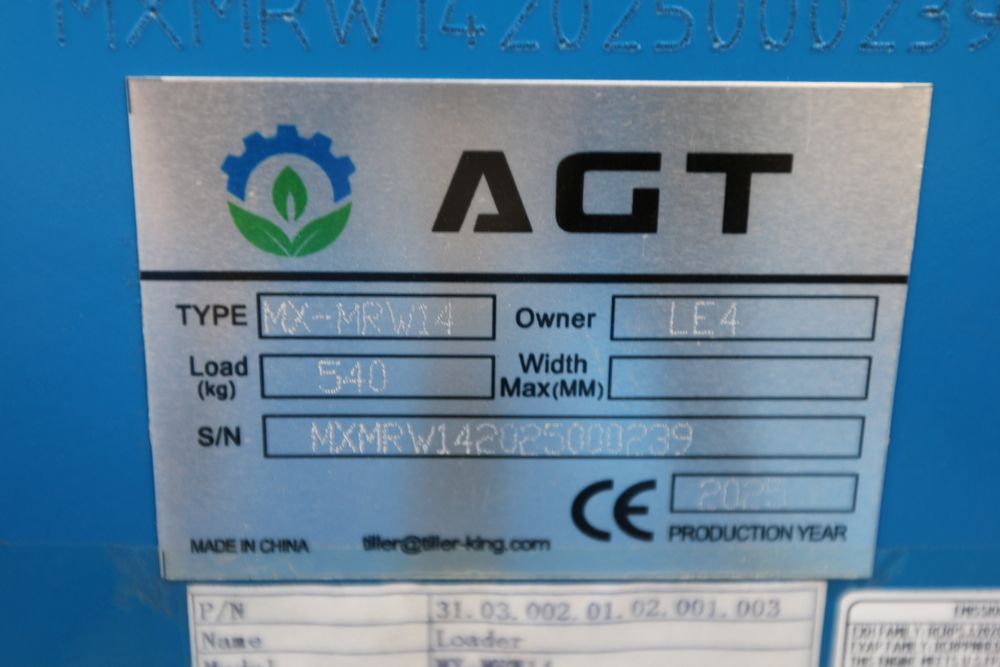 MXMRW142025000239
AGT
TYPE MX-MRW14 Owner LE4
Load (kg) 540 Width Max(MM)
S/N MXMRW142025000239
CE 2025
MADE IN CHINA tiller@tiller-king.com PRODUCTION YEAR
P/N 31.03.002.01.02.001.003
Name Loader